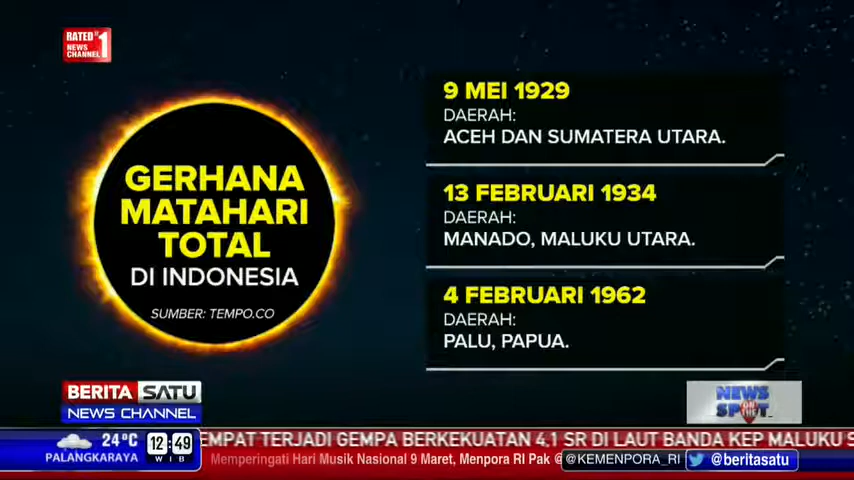 RATED #1
NEWS
CHANNEL
GERHANA
MATAHARI
TOTAL
DI INDONESIA
SUMBER: TEMPO.CO
9 MEI 1929
DAERAH:
ACEH DAN SUMATERA UTARA.
13 FEBRUARI 1934
DAERAH:
MANADO, MALUKU UTARA.
4 FEBRUARI 1962
DAERAH:
PALU, PAPUA.
BERITA SATU
NEWS CHANNEL
NEWS
ON THE
SPOT
24°C
PALANGKARAYA
12:49
WIB
EMPAT TERJADI GEMPA BERKEKUATAN 4,1 SR DI LAUT BANDA KEP MALUKU S
Memperingati Hari Musik Nasional 9 Maret, Menpora RI Pak @
@KEMENPORA_RI
@beritasatu